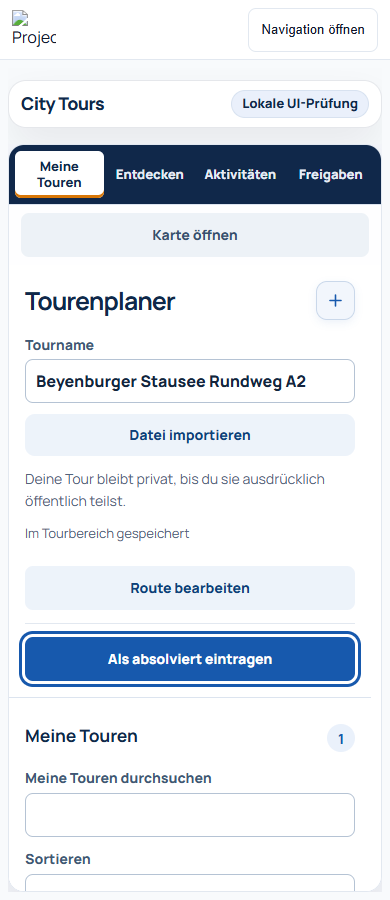 Projec
Navigation öffnen
City Tours
Lokale UI-Prüfung
Meine
Touren
Entdecken
Aktivitäten
Freigaben
Karte öffnen
Tourenplaner
+
Tourname
Beyenburger Stausee Rundweg A2
Datei importieren
Deine Tour bleibt privat, bis du sie ausdrücklich
öffentlich teilst.
Im Tourbereich gespeichert
Route bearbeiten
Als absolviert eintragen
Meine Touren
1
Meine Touren durchsuchen
Sortieren